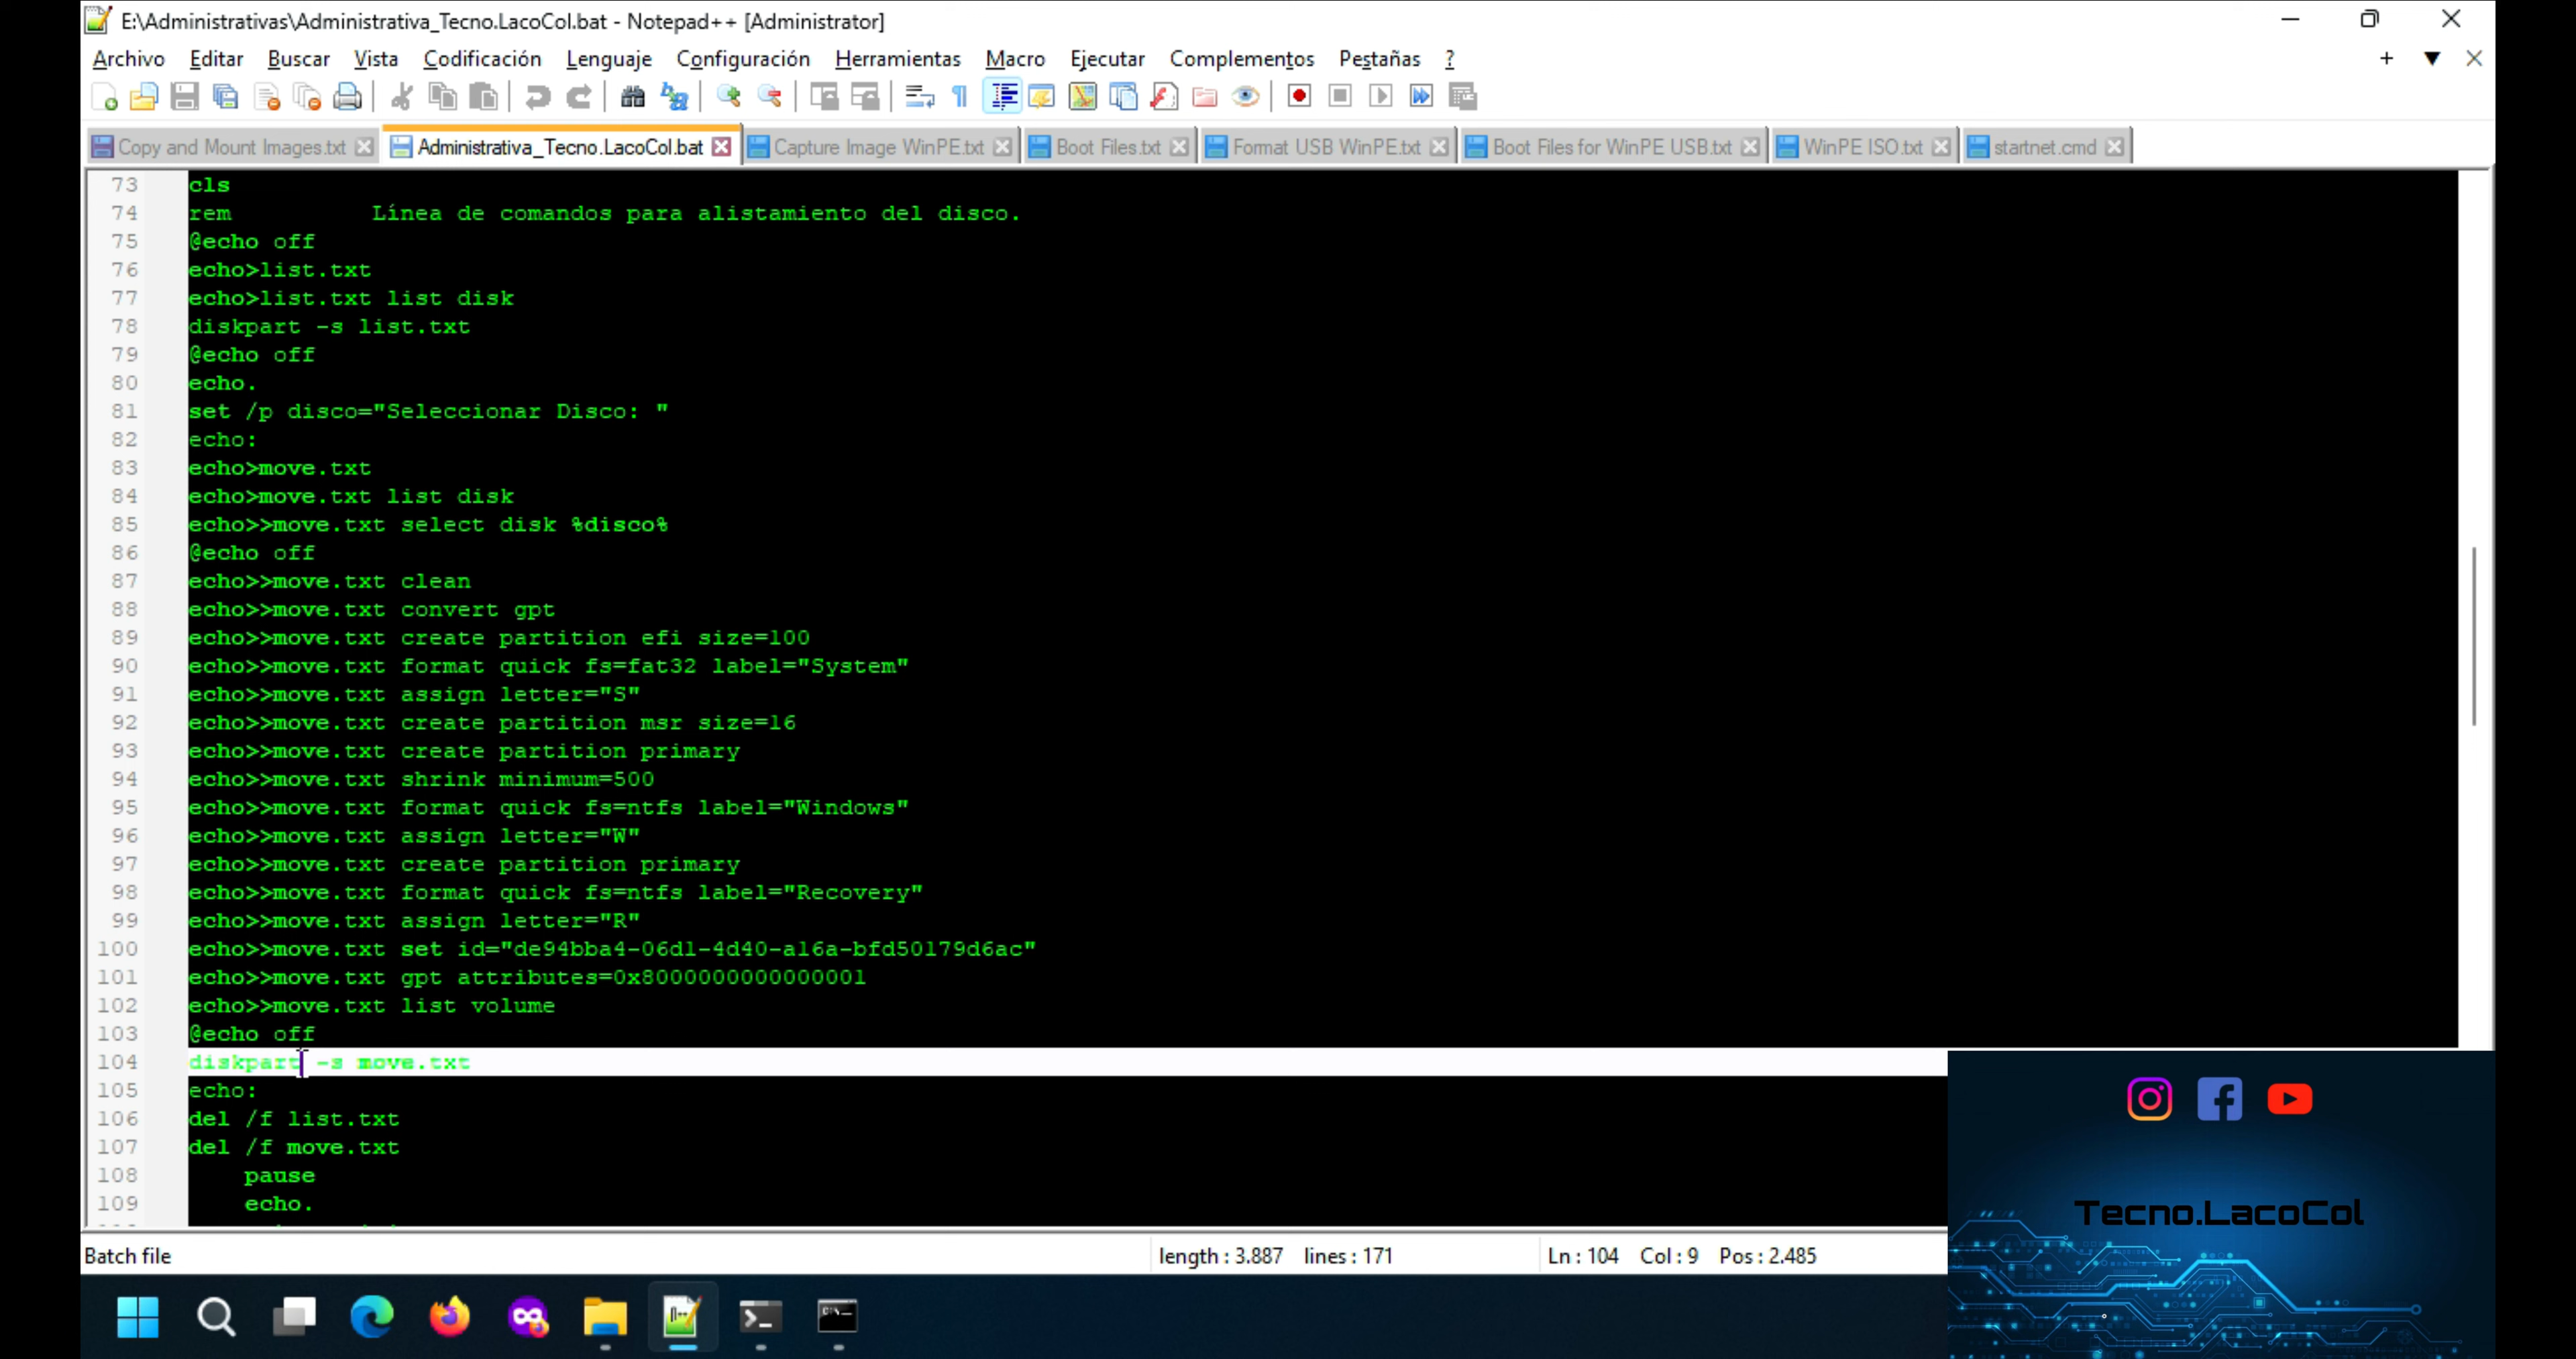 E:\Administrativas\Administrativa_Tecno.LacoCol.bat - Notepad++ [Administrator]
Archivo Editar Buscar Vista Codificación Lenguaje Configuración Herramientas Macro Ejecutar Complementos Pestañas ?
Copy and Mount Images.txt Administrativa_Tecno.LacoCol.bat Capture Image WinPE.txt Boot Files.txt Format USB WinPE.txt Boot Files for WinPE USB.txt WinPE ISO.txt startnet.cmd
73 cls
74 rem Línea de comandos para alistamiento del disco.
75 @echo off
76 echo>list.txt
77 echo>list.txt list disk
78 diskpart -s list.txt
79 @echo off
80 echo.
81 set /p disco="Seleccionar Disco: "
82 echo:
83 echo>move.txt
84 echo>move.txt list disk
85 echo>>move.txt select disk %disco%
86 @echo off
87 echo>>move.txt clean
88 echo>>move.txt convert gpt
89 echo>>move.txt create partition efi size=100
90 echo>>move.txt format quick fs=fat32 label="System"
91 echo>>move.txt assign letter="S"
92 echo>>move.txt create partition msr size=16
93 echo>>move.txt create partition primary
94 echo>>move.txt shrink minimum=500
95 echo>>move.txt format quick fs=ntfs label="Windows"
96 echo>>move.txt assign letter="W"
97 echo>>move.txt create partition primary
98 echo>>move.txt format quick fs=ntfs label="Recovery"
99 echo>>move.txt assign letter="R"
100 echo>>move.txt set id="de94bba4-06d1-4d40-a16a-bfd50179d6ac"
101 echo>>move.txt gpt attributes=0x8000000000000001
102 echo>>move.txt list volume
103 @echo off
104 diskpart -s move.txt
105 echo:
106 del /f list.txt
107 del /f move.txt
108 pause
109 echo.
Tecno.LacoCol
Batch file length : 3.887 lines : 171 Ln : 104 Col : 9 Pos : 2.485